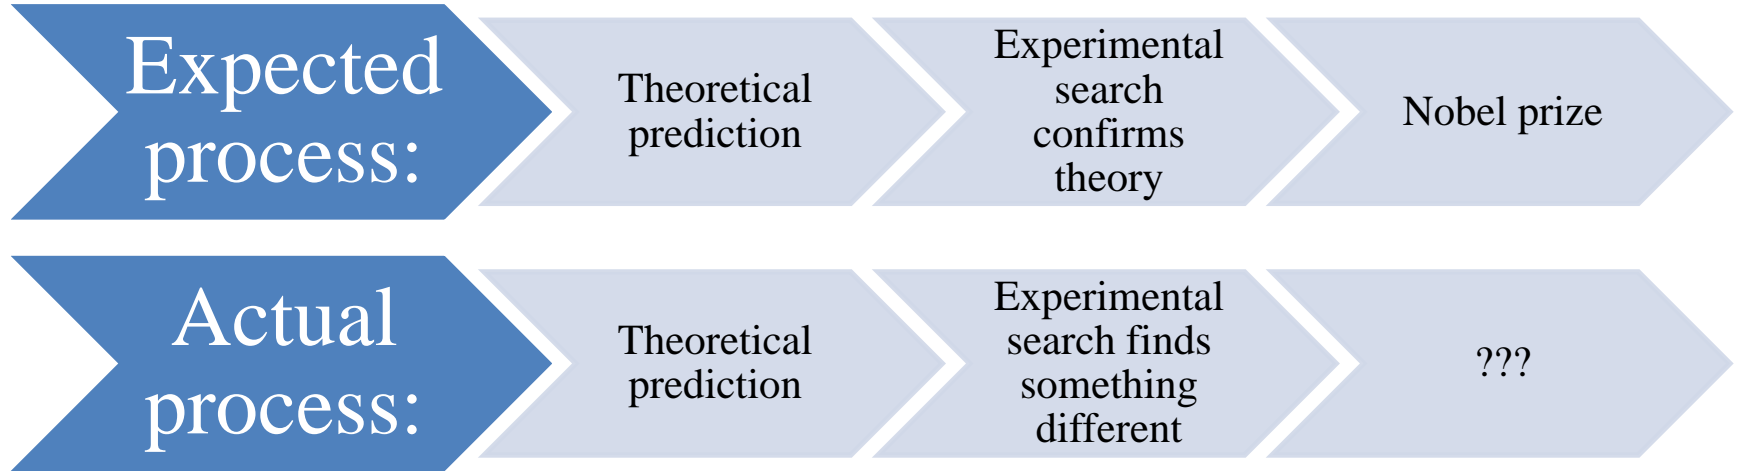 Expected
process:
Theoretical
prediction
Experimental
search
confirms
theory
Nobel prize
Actual
process:
Theoretical
prediction
Experimental
search finds
something
different
???